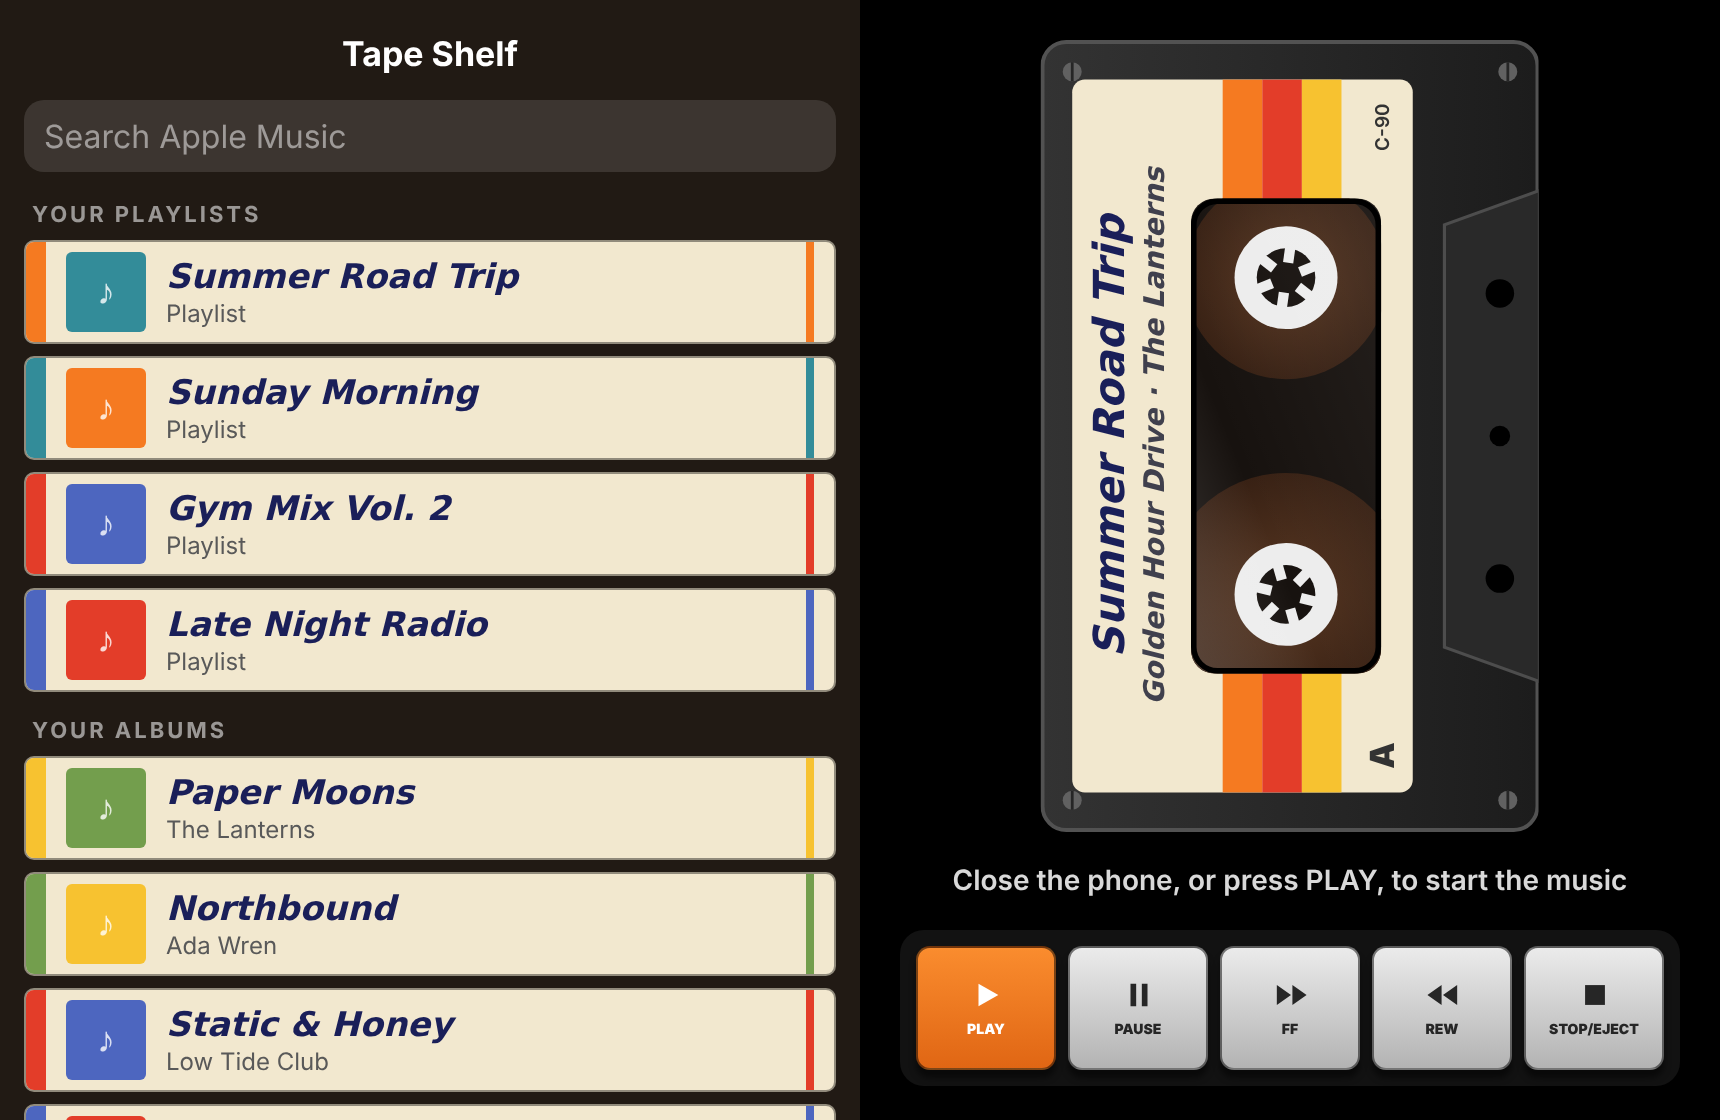 Tape Shelf
Search Apple Music
YOUR PLAYLISTS
Summer Road Trip
Playlist
Sunday Morning
Playlist
Gym Mix Vol. 2
Playlist
Late Night Radio
Playlist
YOUR ALBUMS
Paper Moons
The Lanterns
Northbound
Ada Wren
Static & Honey
Low Tide Club
Summer Road Trip
Golden Hour Drive · The Lanterns
C-90
A
Close the phone, or press PLAY, to start the music
PLAY
PAUSE
FF
REW
STOP/EJECT